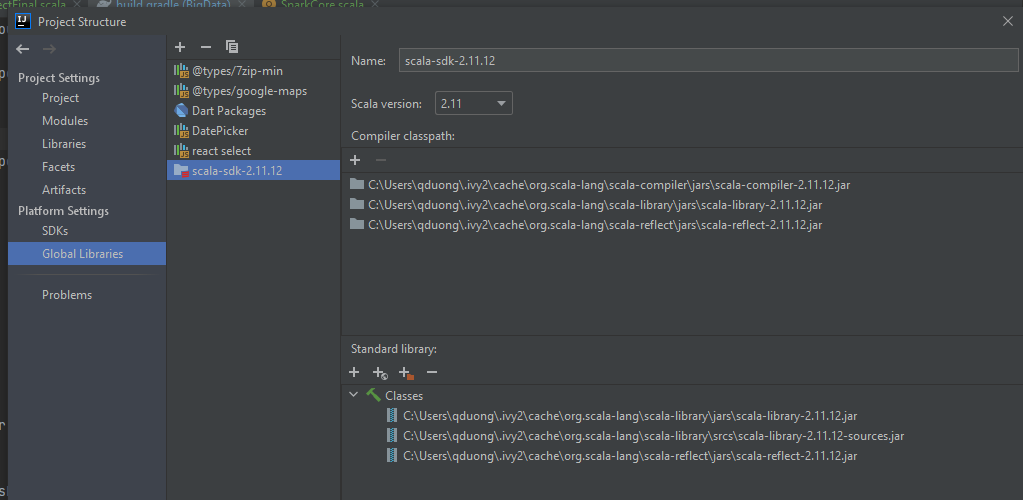 ectFinal.scala build.gradle (BigData) SparkCore.scala
Project Structure
Project Settings
Project
Modules
Libraries
Facets
Artifacts
Platform Settings
SDKs
Global Libraries
Problems
@types/7zip-min
@types/google-maps
Dart Packages
DatePicker
react select
scala-sdk-2.11.12
Name: scala-sdk-2.11.12
Scala version: 2.11
Compiler classpath:
C:\Users\qduong\.ivy2\cache\org.scala-lang\scala-compiler\jars\scala-compiler-2.11.12.jar
C:\Users\qduong\.ivy2\cache\org.scala-lang\scala-library\jars\scala-library-2.11.12.jar
C:\Users\qduong\.ivy2\cache\org.scala-lang\scala-reflect\jars\scala-reflect-2.11.12.jar
Standard library:
Classes
C:\Users\qduong\.ivy2\cache\org.scala-lang\scala-library\jars\scala-library-2.11.12.jar
C:\Users\qduong\.ivy2\cache\org.scala-lang\scala-library\srcs\scala-library-2.11.12-sources.jar
C:\Users\qduong\.ivy2\cache\org.scala-lang\scala-reflect\jars\scala-reflect-2.11.12.jar